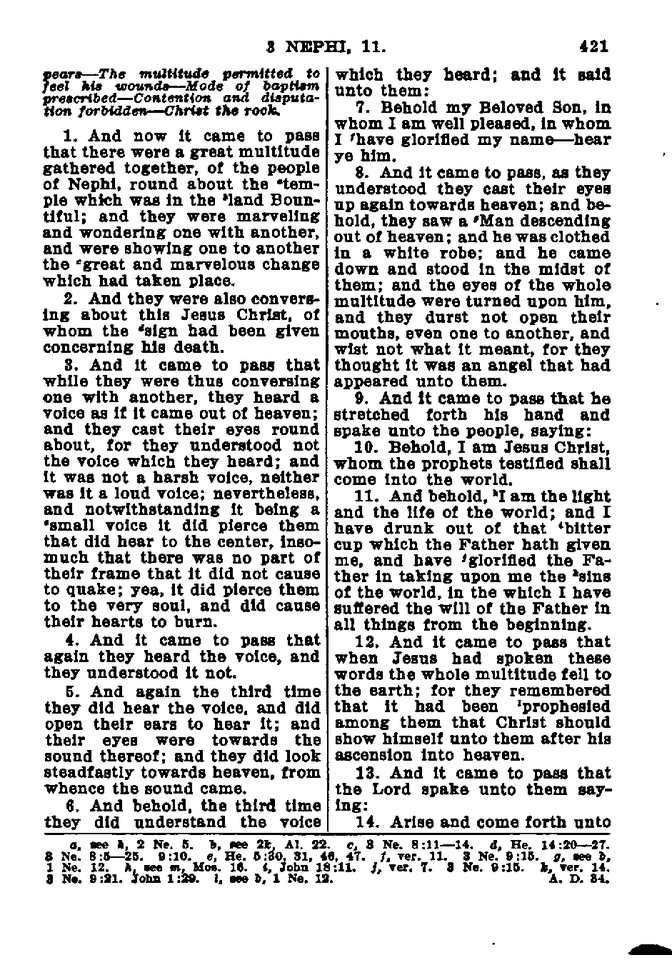 3 NEPHI, 11.
421
pears—The multitude permitted to
feel his wounds—Mode of baptism
prescribed—Contention and disputa-
tion forbidden—Christ the rock.
1. And now it came to pass
that there were a great multitude
gathered together, of the people
of Nephi, round about the ᵃtem-
ple which was in the ᵇland Boun-
tiful; and they were marveling
and wondering one with another,
and were showing one to another
the ᶜgreat and marvelous change
which had taken place.
2. And they were also convers-
ing about this Jesus Christ, of
whom the ᵈsign had been given
concerning his death.
3. And it came to pass that
while they were thus conversing
one with another, they heard a
voice as if it came out of heaven;
and they cast their eyes round
about, for they understood not
the voice which they heard; and
it was not a harsh voice, neither
was it a loud voice; nevertheless,
and notwithstanding it being a
ᵉsmall voice it did pierce them
that did hear to the center, inso-
much that there was no part of
their frame that it did not cause
to quake; yea, it did pierce them
to the very soul, and did cause
their hearts to burn.
4. And it came to pass that
again they heard the voice, and
they understood it not.
5. And again the third time
they did hear the voice, and did
open their ears to hear it; and
their eyes were towards the
sound thereof; and they did look
steadfastly towards heaven, from
whence the sound came.
6. And behold, the third time
they did understand the voice
which they heard; and it said
unto them:
7. Behold my Beloved Son, in
whom I am well pleased, in whom
I ᶠhave glorified my name—hear
ye him.
8. And it came to pass, as they
understood they cast their eyes
up again towards heaven; and be-
hold, they saw a ᵍMan descending
out of heaven; and he was clothed
in a white robe; and he came
down and stood in the midst of
them; and the eyes of the whole
multitude were turned upon him,
and they durst not open their
mouths, even one to another, and
wist not what it meant, for they
thought it was an angel that had
appeared unto them.
9. And it came to pass that he
stretched forth his hand and
spake unto the people, saying:
10. Behold, I am Jesus Christ,
whom the prophets testified shall
come into the world.
11. And behold, ʰI am the light
and the life of the world; and I
have drunk out of that ⁱbitter
cup which the Father hath given
me, and have ʲglorified the Fa-
ther in taking upon me the ᵏsins
of the world, in the which I have
suffered the will of the Father in
all things from the beginning.
12. And it came to pass that
when Jesus had spoken these
words the whole multitude fell to
the earth; for they remembered
that it had been ˡprophesied
among them that Christ should
show himself unto them after his
ascension into heaven.
13. And it came to pass that
the Lord spake unto them say-
ing:
14. Arise and come forth unto
a, see h, 2 Ne. 5. b, see 2k, Al. 22. c, 3 Ne. 8:11—14. d, He. 14:20—27.
3 Ne. 8:5—25. 9:10. e, He. 5:30, 31, 46, 47. f, ver. 11. 3 Ne. 9:15. g, see b,
1 Ne. 12. h, see m, Mos. 16. i, John 18:11. j, ver. 7. 3 Ne. 9:15. k, ver. 14.
3 Ne. 9:21. John 1:29. l, see b, 1 Ne. 12. A. D. 34.